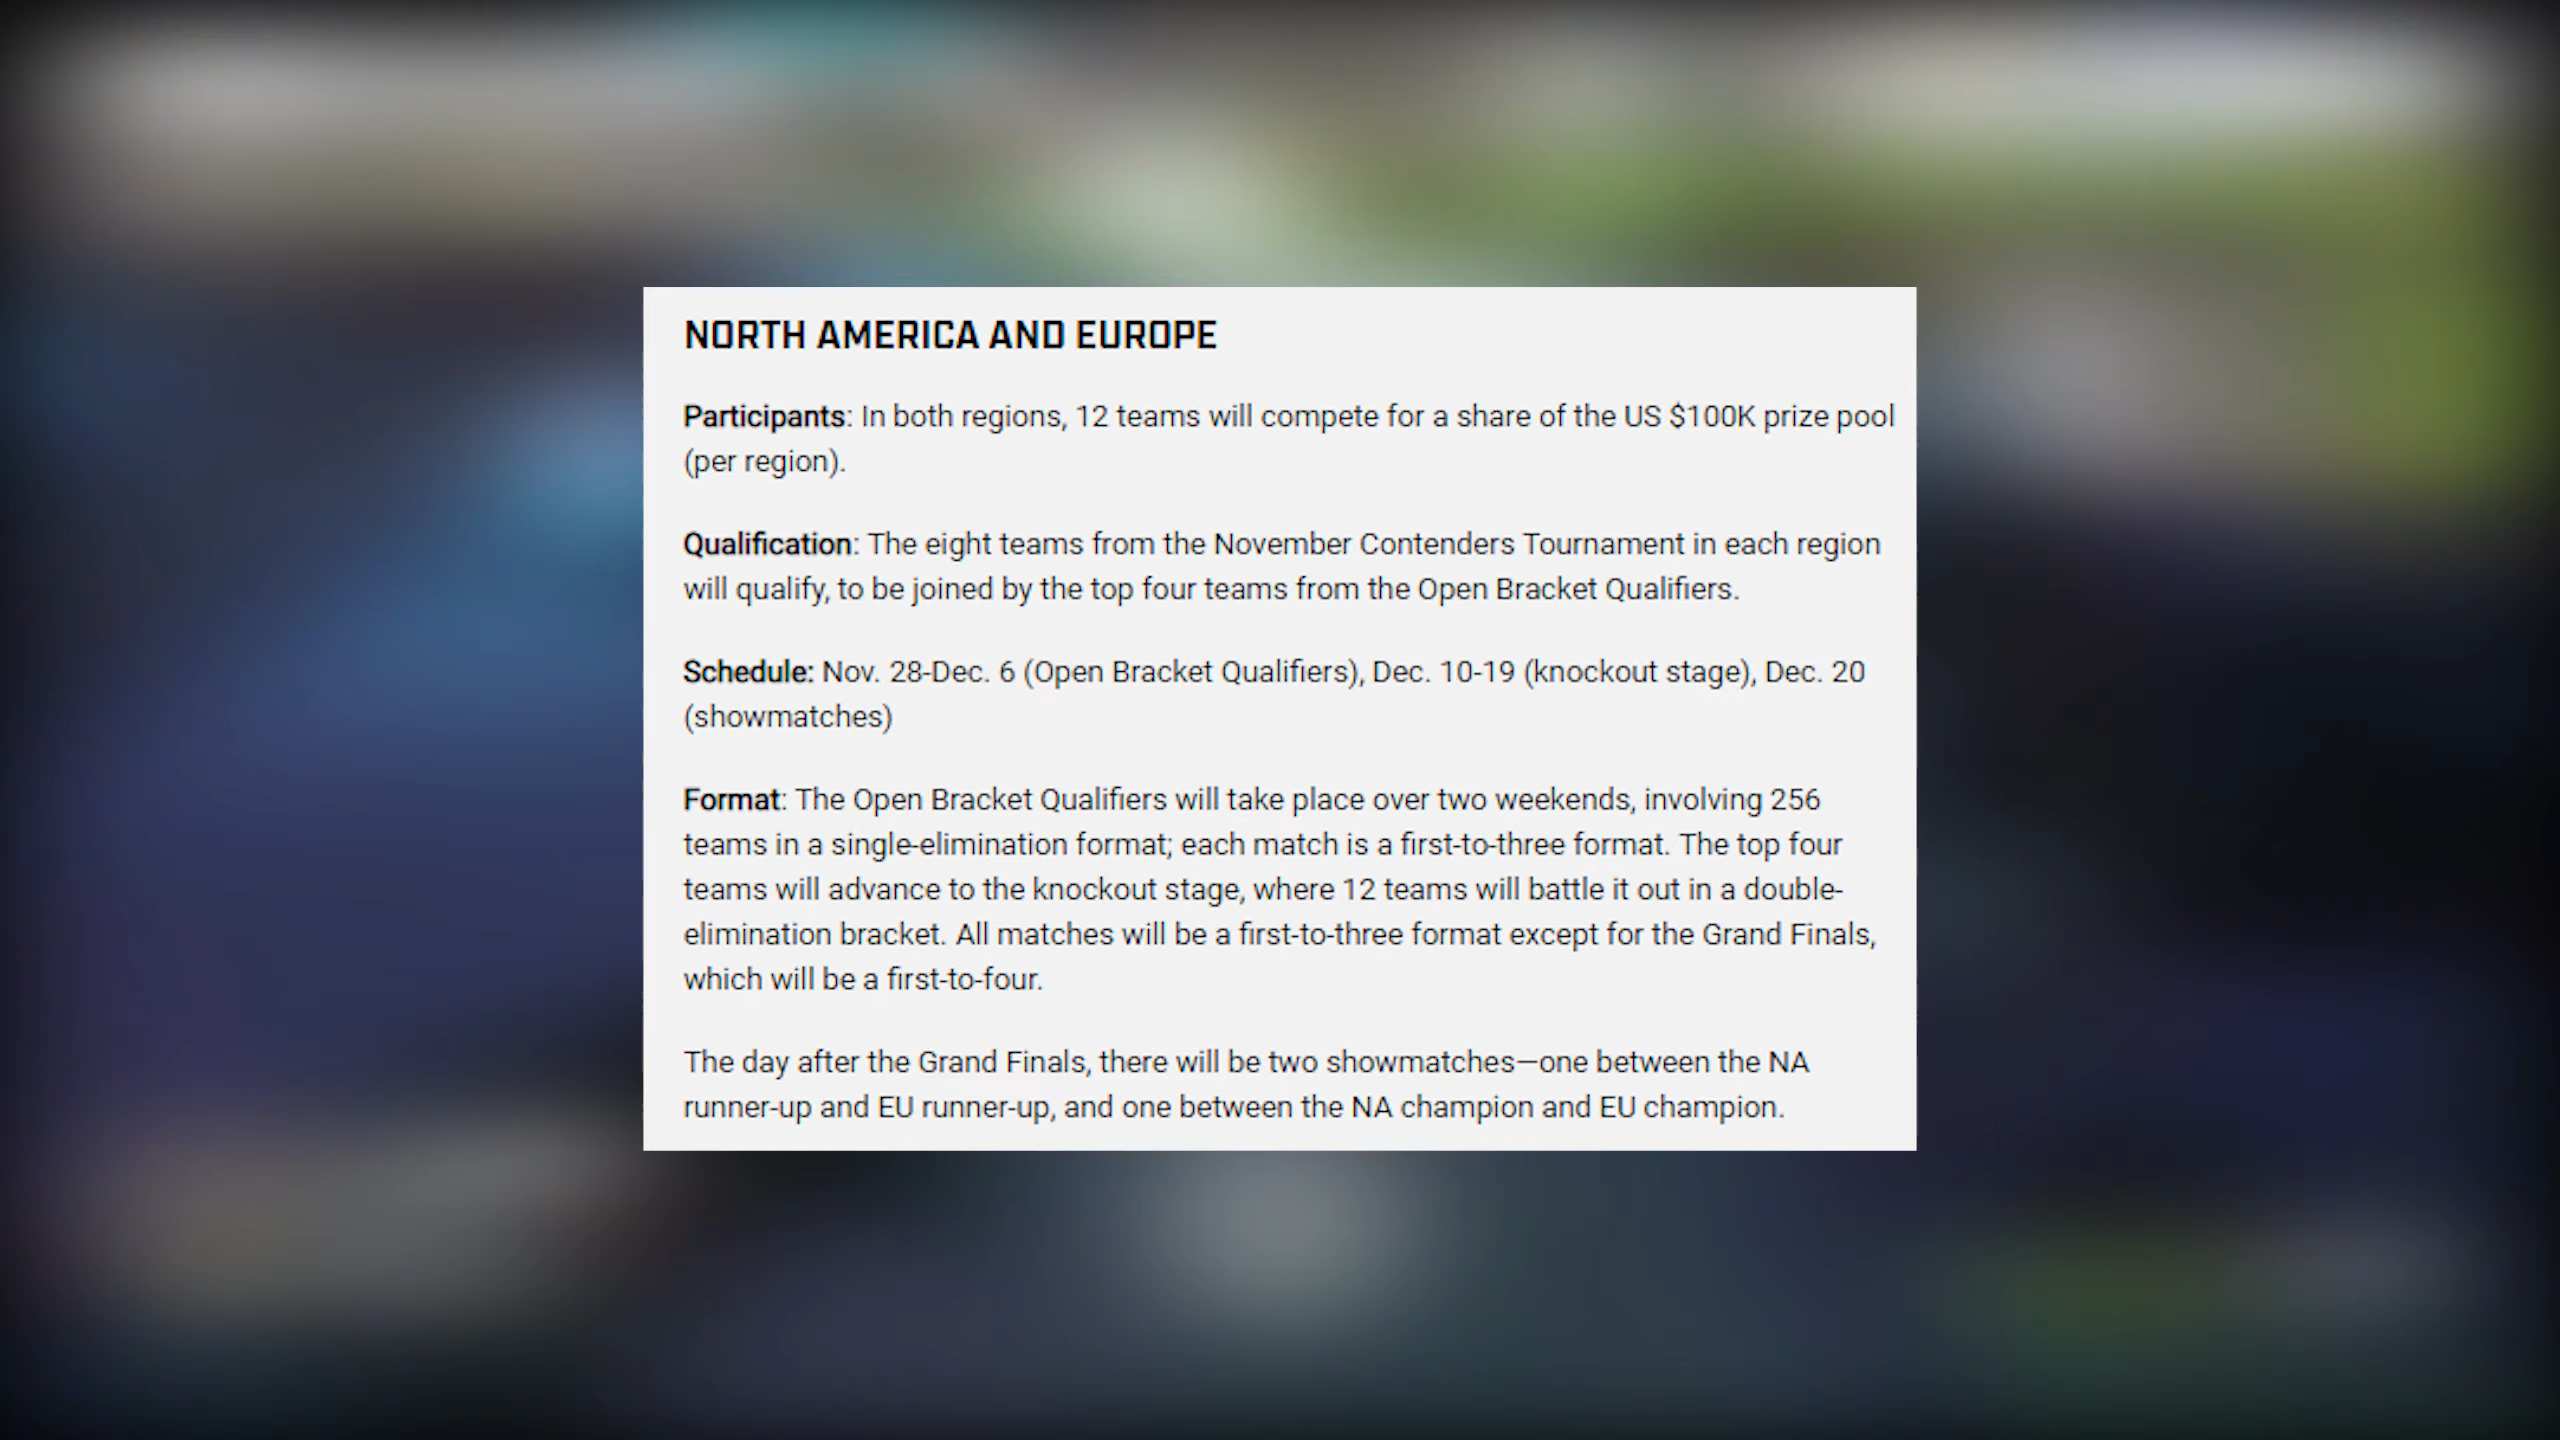 NORTH AMERICA AND EUROPE
Participants: In both regions, 12 teams will compete for a share of the US $100K prize pool
(per region).
Qualification: The eight teams from the November Contenders Tournament in each region
will qualify, to be joined by the top four teams from the Open Bracket Qualifiers.
Schedule: Nov. 28-Dec. 6 (Open Bracket Qualifiers), Dec. 10-19 (knockout stage), Dec. 20
(showmatches)
Format: The Open Bracket Qualifiers will take place over two weekends, involving 256
teams in a single-elimination format; each match is a first-to-three format. The top four
teams will advance to the knockout stage, where 12 teams will battle it out in a double-
elimination bracket. All matches will be a first-to-three format except for the Grand Finals,
which will be a first-to-four.
The day after the Grand Finals, there will be two showmatches—one between the NA
runner-up and EU runner-up, and one between the NA champion and EU champion.